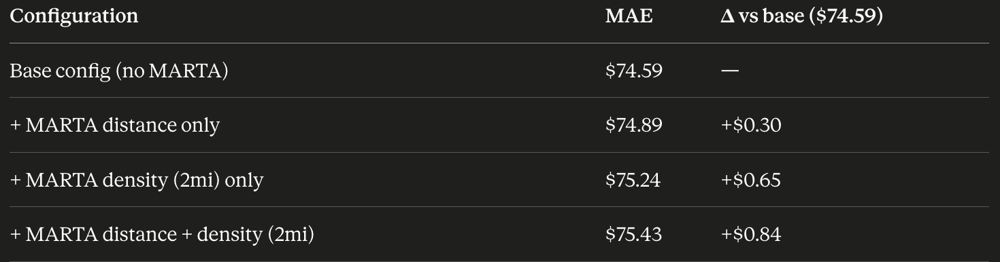 Configuration MAE Δ vs base ($74.59)
Base config (no MARTA) $74.59 —
+ MARTA distance only $74.89 +$0.30
+ MARTA density (2mi) only $75.24 +$0.65
+ MARTA distance + density (2mi) $75.43 +$0.84